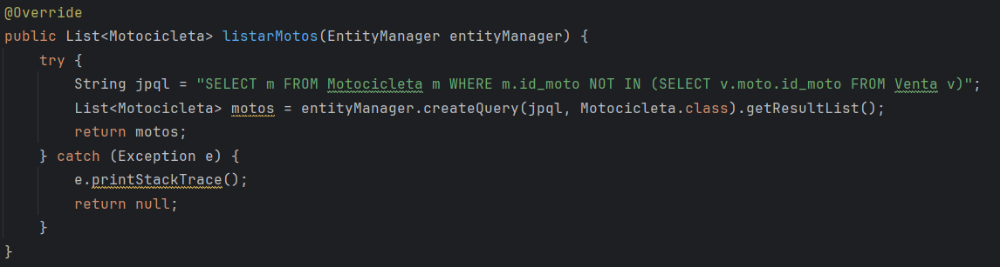 @Override
public List<Motocicleta> listarMotos(EntityManager entityManager) {
    try {
        String jpql = "SELECT m FROM Motocicleta m WHERE m.id_moto NOT IN (SELECT v.moto.id_moto FROM Venta v)";
        List<Motocicleta> motos = entityManager.createQuery(jpql, Motocicleta.class).getResultList();
        return motos;
    } catch (Exception e) {
        e.printStackTrace();
        return null;
    }
}